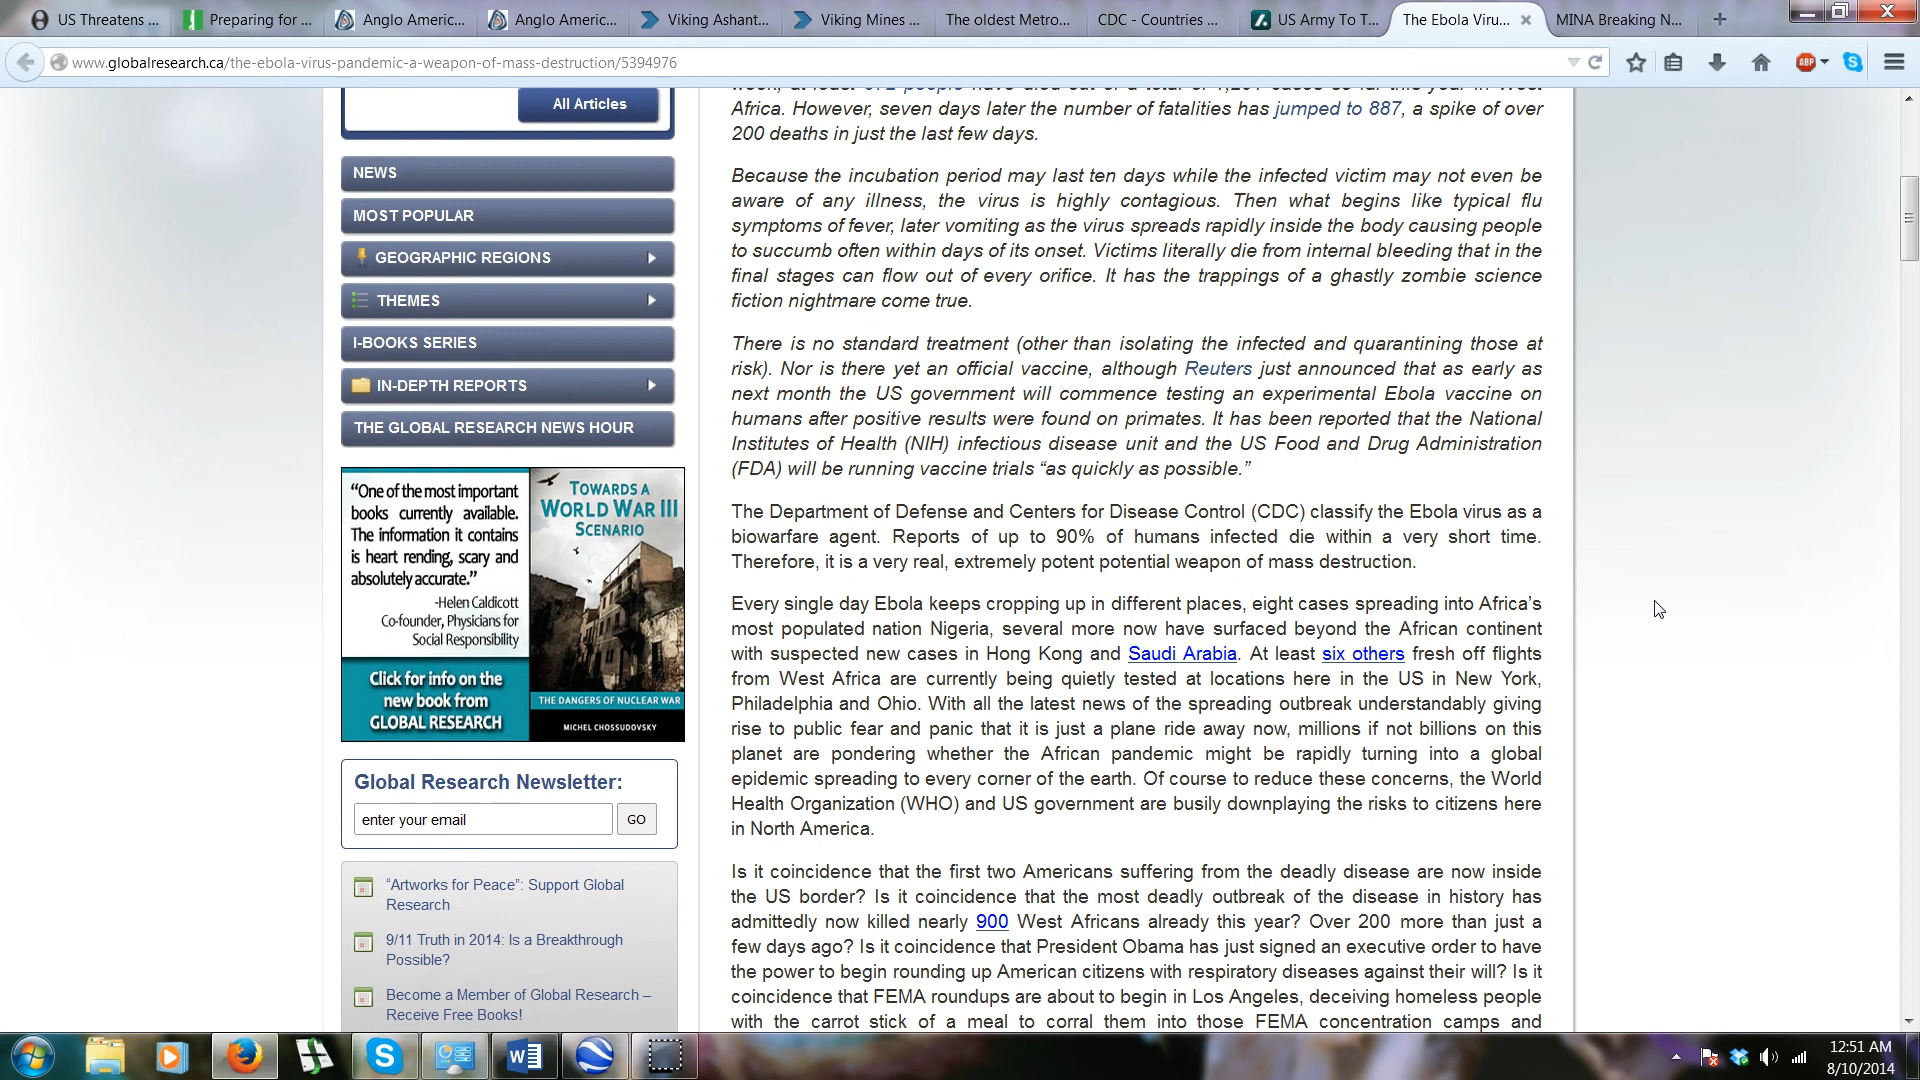 US Threatens ...
Preparing for ...
Anglo Americ...
Anglo Americ...
Viking Ashant...
Viking Mines ...
The oldest Metro...
CDC - Countries ...
US Army To T...
The Ebola Viru...
MINA Breaking N...
www.globalresearch.ca/the-ebola-virus-pandemic-a-weapon-of-mass-destruction/5394976
ABP
All Articles
NEWS
MOST POPULAR
GEOGRAPHIC REGIONS
THEMES
I-BOOKS SERIES
IN-DEPTH REPORTS
THE GLOBAL RESEARCH NEWS HOUR
"One of the most important
books currently available.
The information it contains
is heart rending, scary and
absolutely accurate."
-Helen Caldicott
Co-founder, Physicians for
Social Responsibility
Click for info on the
new book from
GLOBAL RESEARCH
TOWARDS A
WORLD WAR III
SCENARIO
THE DANGERS OF NUCLEAR WAR
MICHEL CHOSSUDOVSKY
Global Research Newsletter:
enter your email
GO
“Artworks for Peace”: Support Global
Research
9/11 Truth in 2014: Is a Breakthrough
Possible?
Become a Member of Global Research –
Receive Free Books!
Africa. However, seven days later the number of fatalities has jumped to 887, a spike of over
200 deaths in just the last few days.
Because the incubation period may last ten days while the infected victim may not even be
aware of any illness, the virus is highly contagious. Then what begins like typical flu
symptoms of fever, later vomiting as the virus spreads rapidly inside the body causing people
to succumb often within days of its onset. Victims literally die from internal bleeding that in the
final stages can flow out of every orifice. It has the trappings of a ghastly zombie science
fiction nightmare come true.
There is no standard treatment (other than isolating the infected and quarantining those at
risk). Nor is there yet an official vaccine, although Reuters just announced that as early as
next month the US government will commence testing an experimental Ebola vaccine on
humans after positive results were found on primates. It has been reported that the National
Institutes of Health (NIH) infectious disease unit and the US Food and Drug Administration
(FDA) will be running vaccine trials “as quickly as possible.”
The Department of Defense and Centers for Disease Control (CDC) classify the Ebola virus as a
biowarfare agent. Reports of up to 90% of humans infected die within a very short time.
Therefore, it is a very real, extremely potent potential weapon of mass destruction.
Every single day Ebola keeps cropping up in different places, eight cases spreading into Africa’s
most populated nation Nigeria, several more now have surfaced beyond the African continent
with suspected new cases in Hong Kong and Saudi Arabia. At least six others fresh off flights
from West Africa are currently being quietly tested at locations here in the US in New York,
Philadelphia and Ohio. With all the latest news of the spreading outbreak understandably giving
rise to public fear and panic that it is just a plane ride away now, millions if not billions on this
planet are pondering whether the African pandemic might be rapidly turning into a global
epidemic spreading to every corner of the earth. Of course to reduce these concerns, the World
Health Organization (WHO) and US government are busily downplaying the risks to citizens here
in North America.
Is it coincidence that the first two Americans suffering from the deadly disease are now inside
the US border? Is it coincidence that the most deadly outbreak of the disease in history has
admittedly now killed nearly 900 West Africans already this year? Over 200 more than just a
few days ago? Is it coincidence that President Obama has just signed an executive order to have
the power to begin rounding up American citizens with respiratory diseases against their will? Is it
coincidence that FEMA roundups are about to begin in Los Angeles, deceiving homeless people
with the carrot stick of a meal to corral them into those FEMA concentration camps and
12:51 AM
8/10/2014